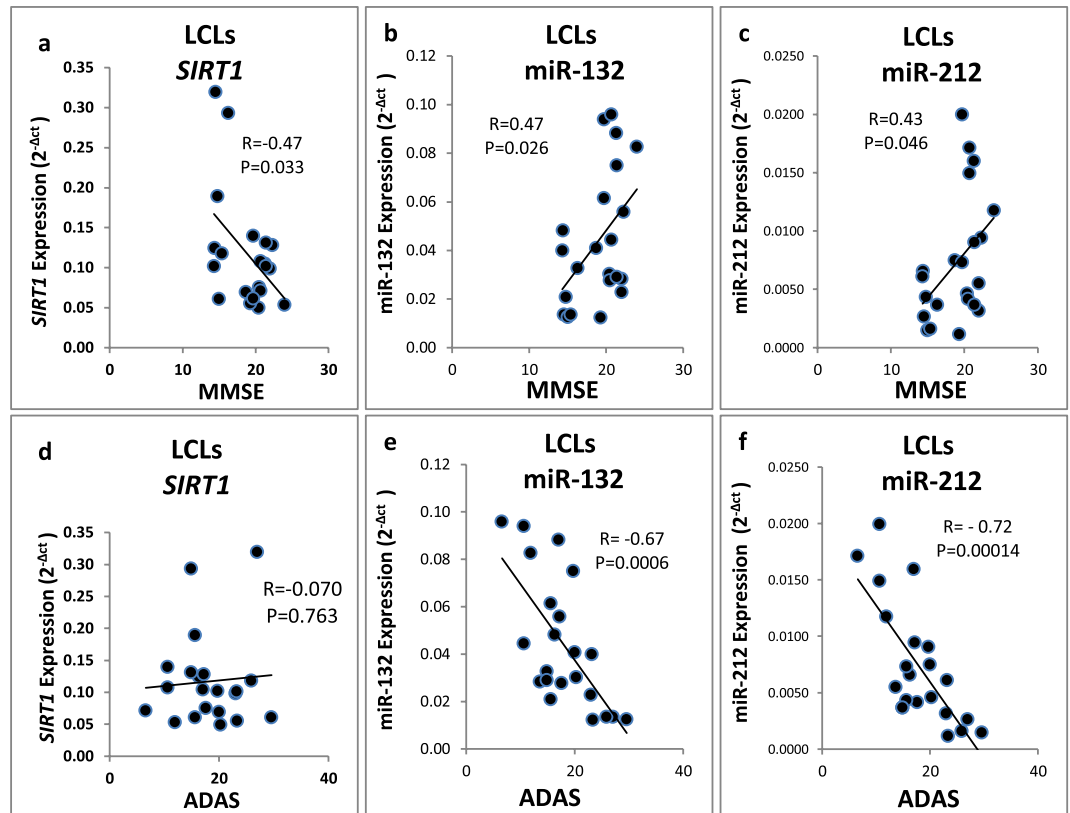 a
LCLs
SIRT1
SIRT1 Expression (2-Δct)
0.35
0.30
0.25
0.20
0.15
0.10
0.05
0.00
R=-0.47
P=0.033
0 10 20 30
MMSE
b
LCLs
miR-132
miR-132 Expression (2-Δct )
0.12
0.10
0.08
0.06
0.04
0.02
0.00
R=0.47
P=0.026
0 10 20 30
MMSE
c
LCLs
miR-212
miR-212 Expression (2-Δct )
0.0250
0.0200
0.0150
0.0100
0.0050
0.0000
R=0.43
P=0.046
0 10 20 30
MMSE
d
LCLs
SIRT1
SIRT1 Expression (2-Δct)
0.35
0.30
0.25
0.20
0.15
0.10
0.05
0.00
R=-0.070
P=0.763
0 20 40
ADAS
e
LCLs
miR-132
miR-132 Expression (2-Δct )
0.12
0.10
0.08
0.06
0.04
0.02
0.00
R= -0.67
P=0.0006
0 20 40
ADAS
f
LCLs
miR-212
miR-212 Expression (2-Δct )
0.0250
0.0200
0.0150
0.0100
0.0050
0.0000
R= - 0.72
P=0.00014
0 20 40
ADAS